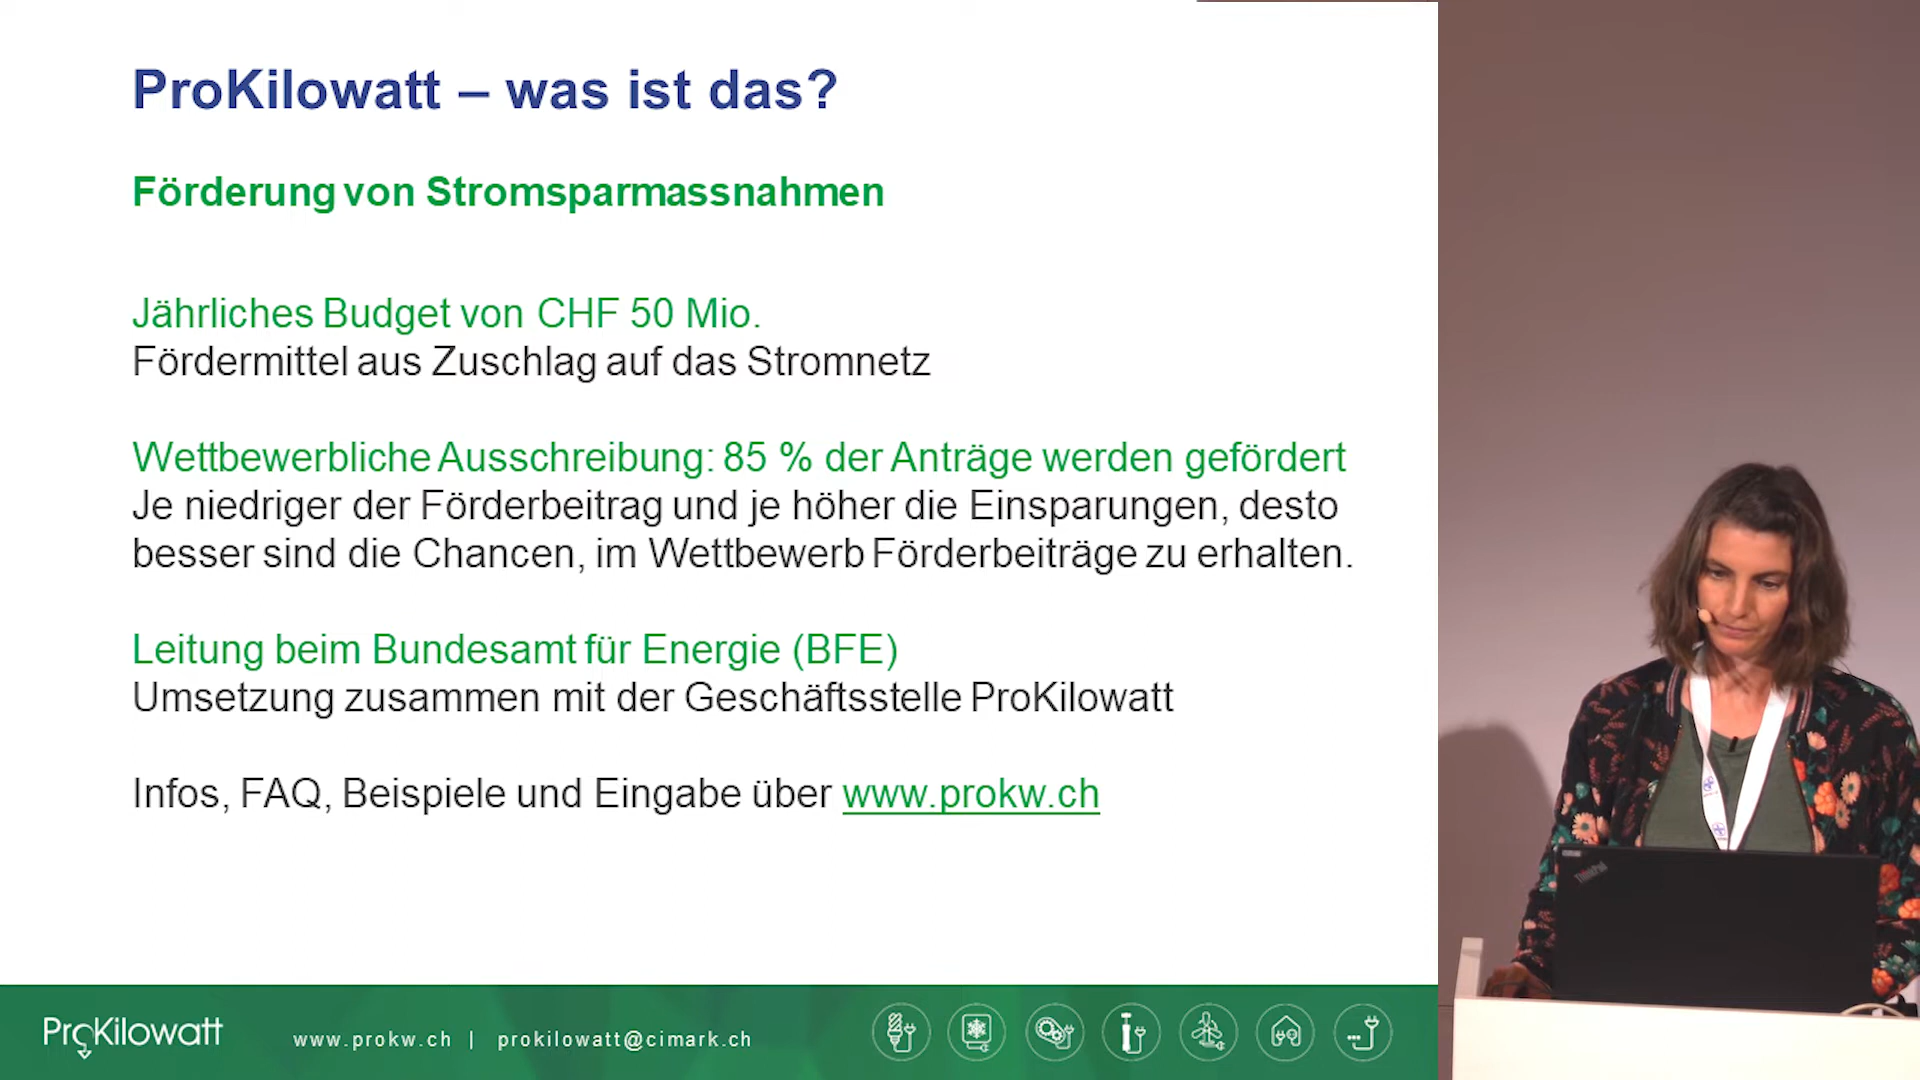 ProKilowatt – was ist das?
Förderung von Stromsparmassnahmen
Jährliches Budget von CHF 50 Mio.
Fördermittel aus Zuschlag auf das Stromnetz
Wettbewerbliche Ausschreibung: 85 % der Anträge werden gefördert
Je niedriger der Förderbeitrag und je höher die Einsparungen, desto
besser sind die Chancen, im Wettbewerb Förderbeiträge zu erhalten.
Leitung beim Bundesamt für Energie (BFE)
Umsetzung zusammen mit der Geschäftsstelle ProKilowatt
Infos, FAQ, Beispiele und Eingabe über www.prokw.ch
ProKilowatt
www.prokw.ch | prokilowatt@cimark.ch
ThinkPad